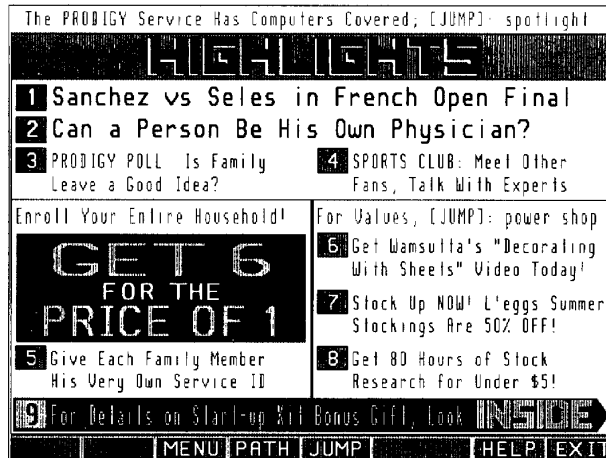 The PRODIGY Service Has Computers Covered; [JUMP]: spotlight
HIGHLIGHTS
1 Sanchez vs Seles in French Open Final
2 Can a Person Be His Own Physician?
3 PRODIGY POLL Is Family
Leave a Good Idea?
4 SPORTS CLUB: Meet Other
Fans, Talk With Experts
Enroll Your Entire Household!
GET 6
FOR THE
PRICE OF 1
5 Give Each Family Member
His Very Own Service ID
For Values, [JUMP]: power shop
6 Get Wamsutta's "Decorating
With Sheets" Video Today!
7 Stock Up NOW! L'eggs Summer
Stockings Are 50% OFF!
8 Get 80 Hours of Stock
Research for Under $5!
9 For Details on Start-up Kit Bonus Gift, Look INSIDE
MENU PATH JUMP HELP EXIT